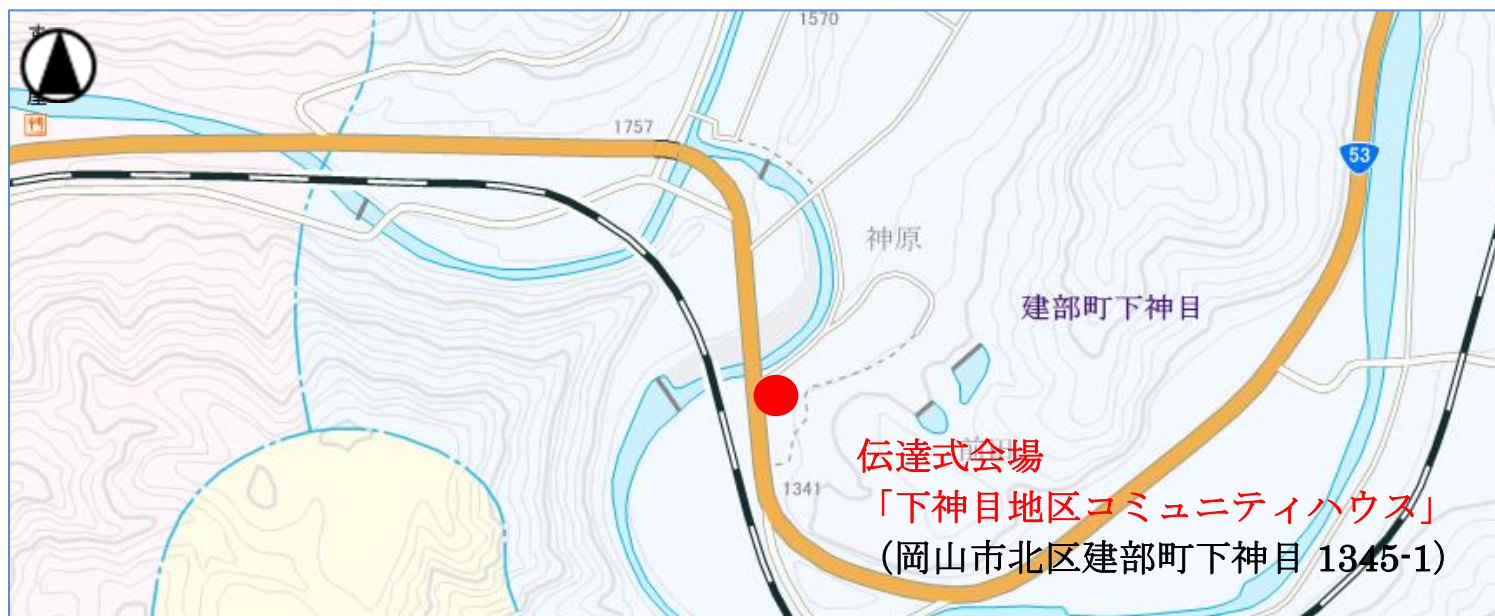 1570
1757
53
神原
建部町下神目
伝達式会場
1341
「下神目地区コミュニティハウス」
（岡山市北区建部町下神目 1345-1）